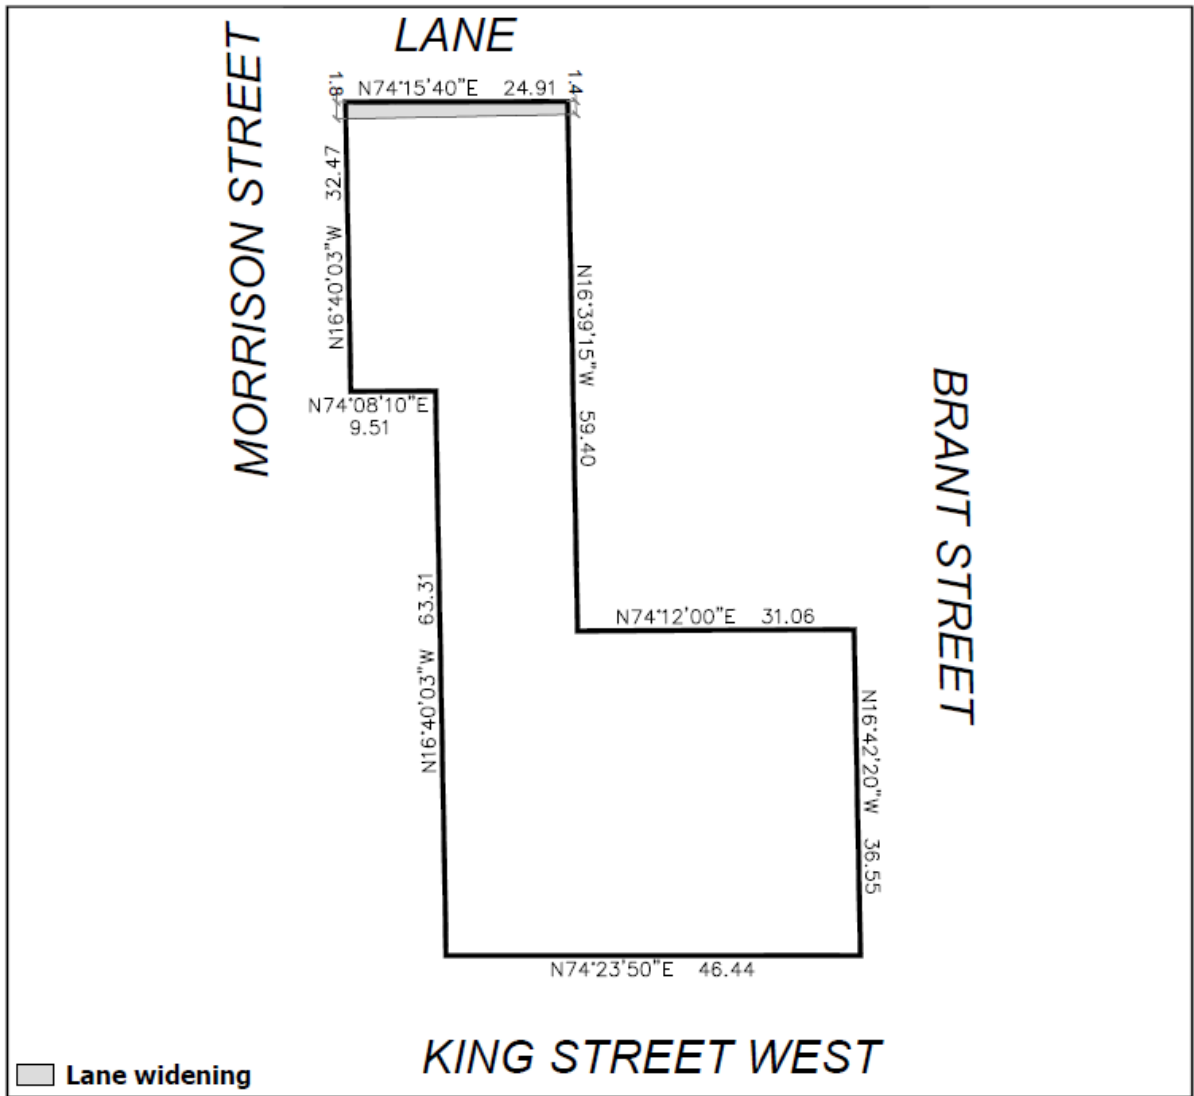 LANE
MORRISON STREET
1.8
N74°15'40"E 24.91
1.4
N16°40'03"W 32.47
N16°39'15"W 59.40
N74°08'10"E
9.51
BRANT STREET
N16°40'03"W 63.31
N74°12'00"E 31.06
N16°42'20"W 36.55
N74°23'50"E 46.44
KING STREET WEST
Lane widening